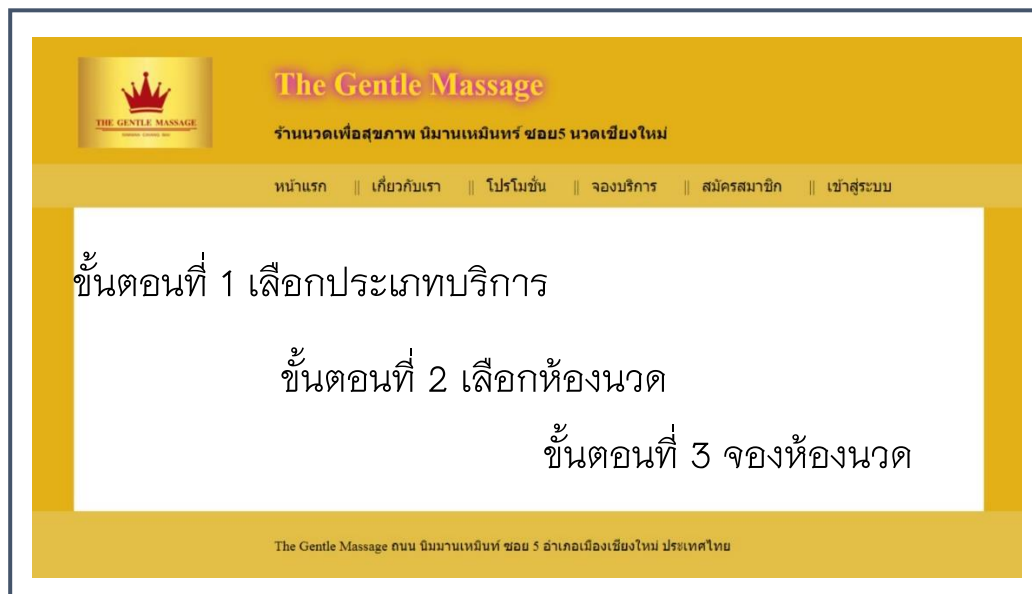 THE GENTLE MASSAGE
The Gentle Massage
ร้านนวดเพื่อสุขภาพ นิมานเหมินทร์ ซอย5 นวดเชียงใหม่
หน้าแรก || เกี่ยวกับเรา || โปรโมชั่น || จองบริการ || สมัครสมาชิก || เข้าสู่ระบบ
ขั้นตอนที่ 1 เลือกประเภทบริการ
ขั้นตอนที่ 2 เลือกห้องนวด
ขั้นตอนที่ 3 จองห้องนวด
The Gentle Massage ถนน นิมมานเหมินท์ ซอย 5 อำเภอเมืองเชียงใหม่ ประเทศไทย